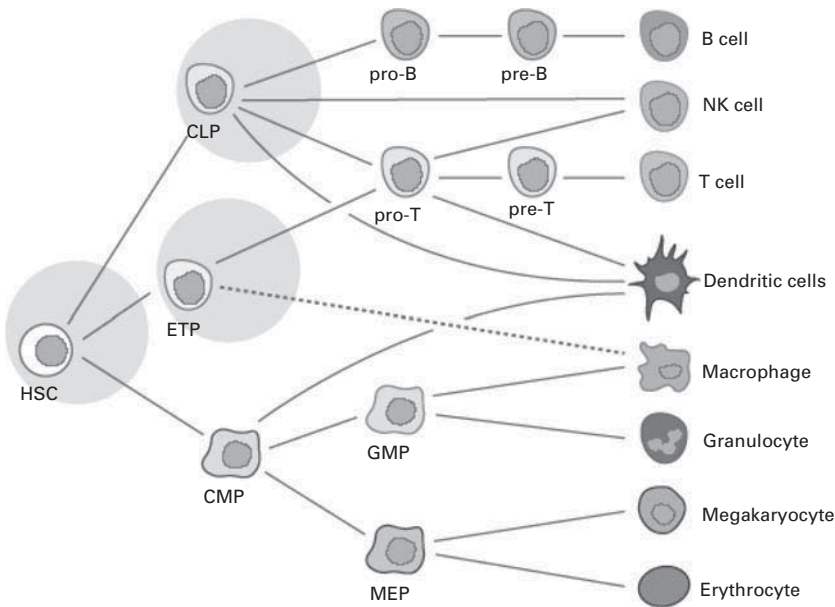 B cell
pro-B
pre-B
NK cell
CLP
T cell
pro-T
pre-T
Dendritic cells
ETP
Macrophage
HSC
Granulocyte
GMP
CMP
Megakaryocyte
MEP
Erythrocyte